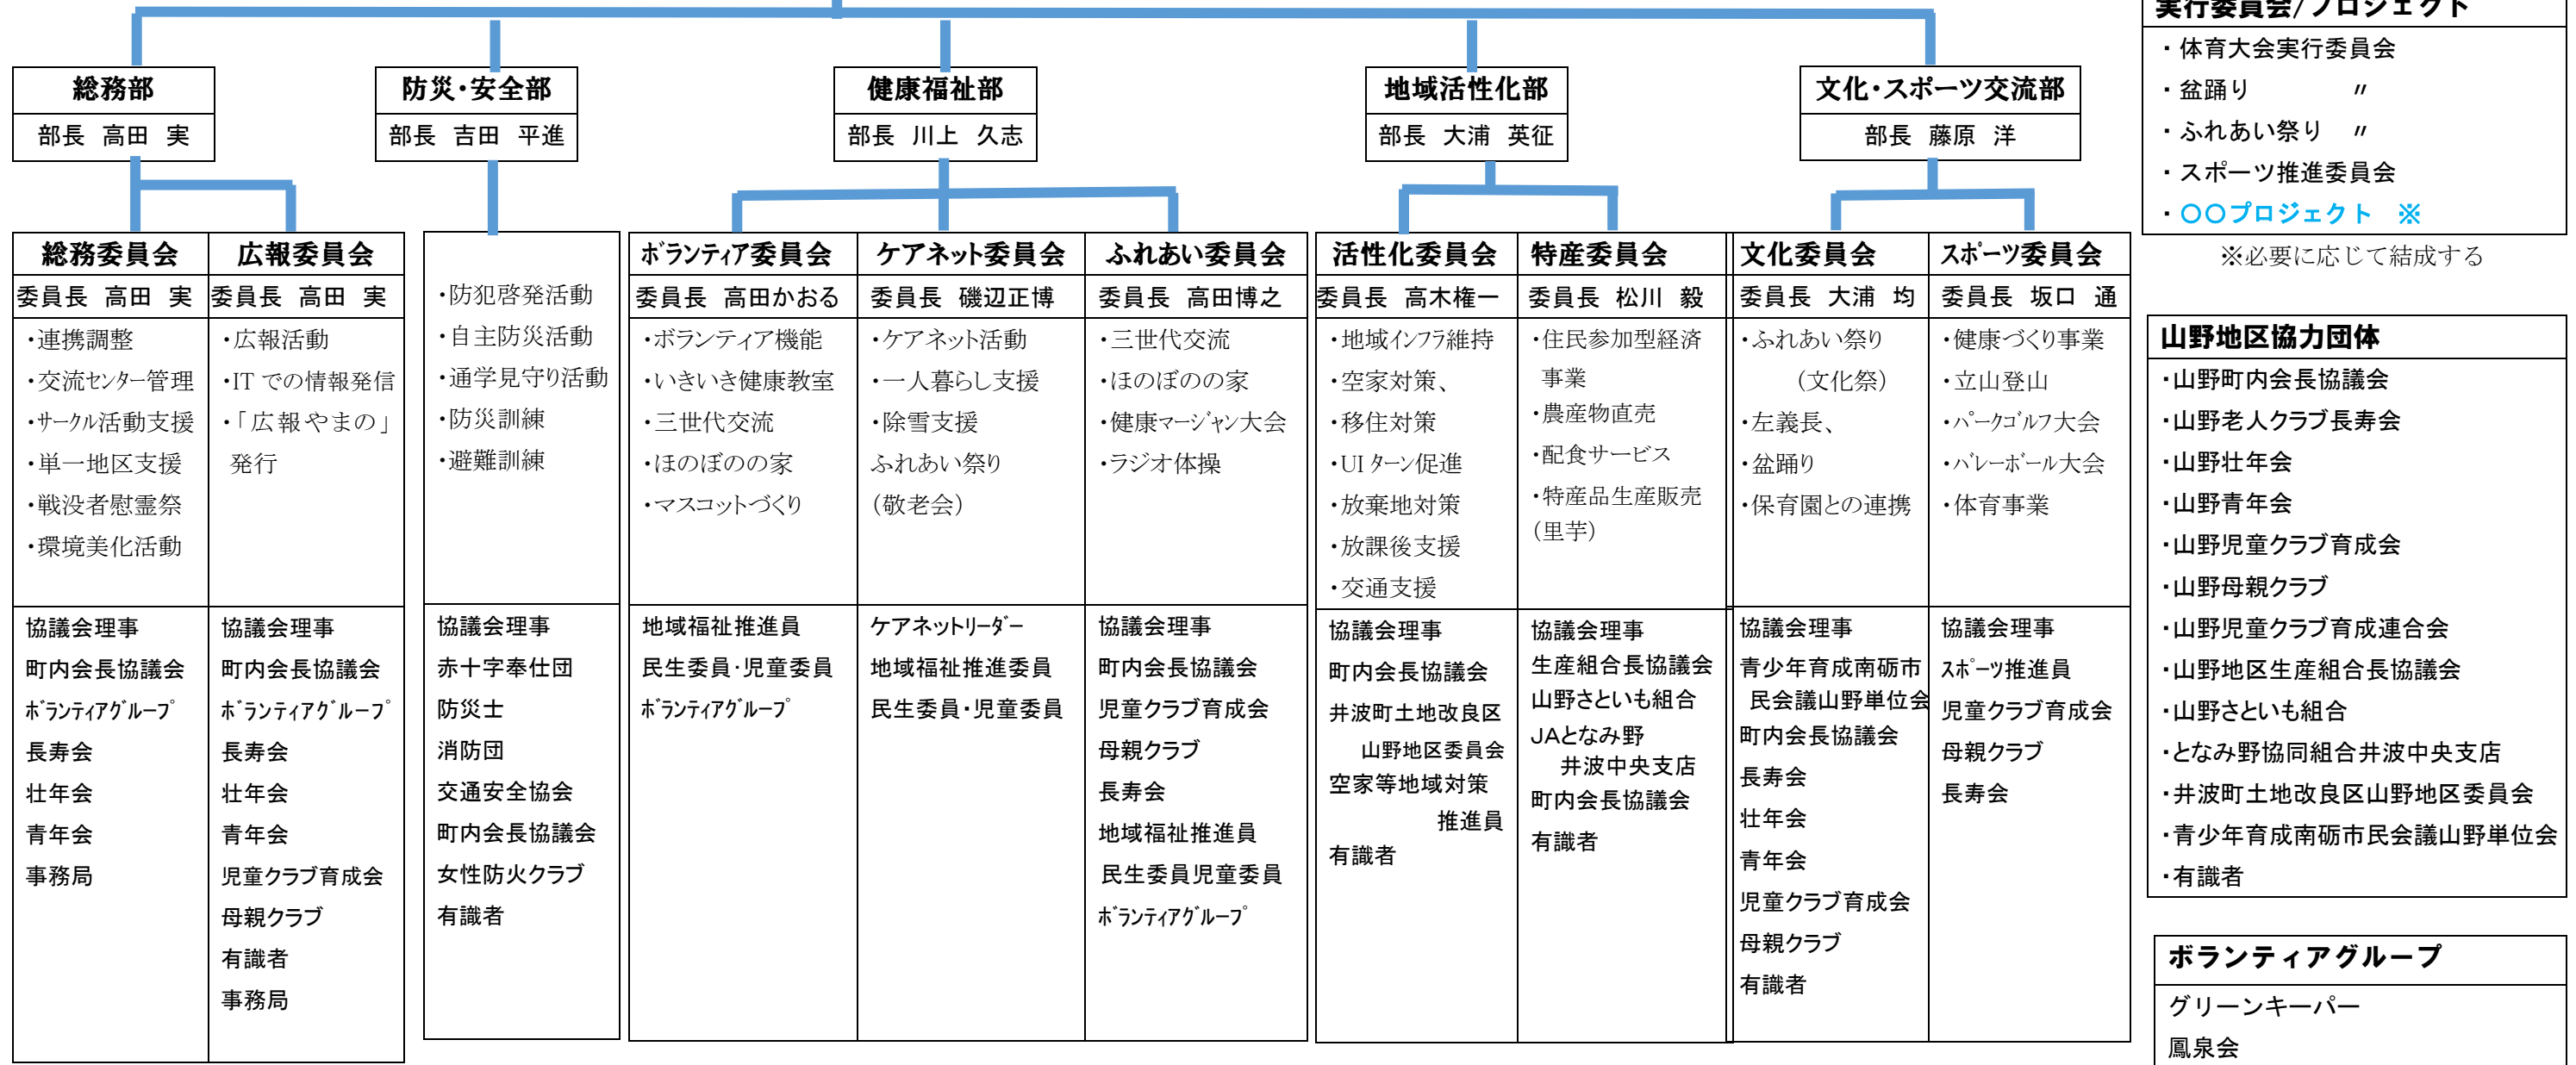 総務部
部長 高田 実
防災・安全部
部長 吉田 平進
健康福祉部
部長 川上 久志
地域活性化部
部長 大浦 英征
文化・スポーツ交流部
部長 藤原 洋
総務委員会
委員長 高田 実
・連携調整
・交流ｾﾝﾀｰ管理
・ｻｰｸﾙ活動支援
・単一地区支援
・戦没者慰霊祭
・環境美化活動
協議会理事
町内会長協議会
ﾎﾞﾗﾝﾃｨｱｸﾞﾙｰﾌﾟ
長寿会
壮年会
青年会
事務局
広報委員会
委員長 高田 実
・広報活動
・ITでの情報発信
・「広報やまの」
発行
協議会理事
町内会長協議会
ﾎﾞﾗﾝﾃｨｱｸﾞﾙｰﾌﾟ
長寿会
壮年会
青年会
児童クラブ育成会
母親クラブ
有識者
事務局
・防犯啓発活動
・自主防災活動
・通学見守り活動
・防災訓練
・避難訓練
協議会理事
赤十字奉仕団
防災士
消防団
交通安全協会
町内会長協議会
女性防火クラブ
有識者
ﾎﾞﾗﾝﾃｨｱ委員会
委員長 高田かおる
・ボランティア機能
・いきいき健康教室
・三世代交流
・ほのぼのの家
・マスコットづくり
地域福祉推進員
民生委員・児童委員
ﾎﾞﾗﾝﾃｨｱｸﾞﾙｰﾌﾟ
ケアネット委員会
委員長 磯辺正博
・ケアネット活動
・一人暮らし支援
・除雪支援
ふれあい祭り
（敬老会）
ケアネットリーダー
地域福祉推進委員
民生委員・児童委員
ふれあい委員会
委員長 高田博之
・三世代交流
・ほのぼのの家
・健康マージャン大会
・ラジオ体操
協議会理事
町内会長協議会
児童クラブ育成会
母親クラブ
長寿会
地域福祉推進員
民生委員児童委員
ﾎﾞﾗﾝﾃｨｱｸﾞﾙｰﾌﾟ
活性化委員会
委員長 高木権一
・地域ｲﾝﾌﾗ維持
・空家対策、
・移住対策
・UIターン促進
・放棄地対策
・放課後支援
・交通支援
協議会理事
町内会長協議会
井波町土地改良区
山野地区委員会
空家等地域対策
推進員
有識者
特産委員会
委員長 松川 毅
・住民参加型経済
事業
・農産物直売
・配食サービス
・特産品生産販売
（里芋）
協議会理事
生産組合長協議会
山野さといも組合
JAとなみ野
井波中央支店
町内会長協議会
有識者
文化委員会
委員長 大浦 均
・ふれあい祭り
（文化祭）
・左義長、
・盆踊り
・保育園との連携
協議会理事
青少年育成南砺市
民会議山野単位会
町内会長協議会
長寿会
壮年会
青年会
児童クラブ育成会
母親クラブ
有識者
ｽﾎﾟｰﾂ委員会
委員長 坂口 通
・健康づくり事業
・立山登山
・ﾊﾟｰｸｺﾞﾙﾌ大会
・ﾊﾞﾚｰﾎﾞｰﾙ大会
・体育事業
協議会理事
ｽﾎﾟｰﾂ推進員
児童クラブ育成会
母親クラブ
長寿会
実行委員会/プロジェクト
・体育大会実行委員会
・盆踊り 〃
・ふれあい祭り 〃
・スポーツ推進委員会
・〇〇プロジェクト ※
※必要に応じて結成する
山野地区協力団体
・山野町内会長協議会
・山野老人クラブ長寿会
・山野壮年会
・山野青年会
・山野児童クラブ育成会
・山野母親クラブ
・山野児童クラブ育成連合会
・山野地区生産組合長協議会
・山野さといも組合
・となみ野協同組合井波中央支店
・井波町土地改良区山野地区委員会
・青少年育成南砺市民会議山野単位会
・有識者
ボランティアグループ
グリーンキーパー
鳳泉会